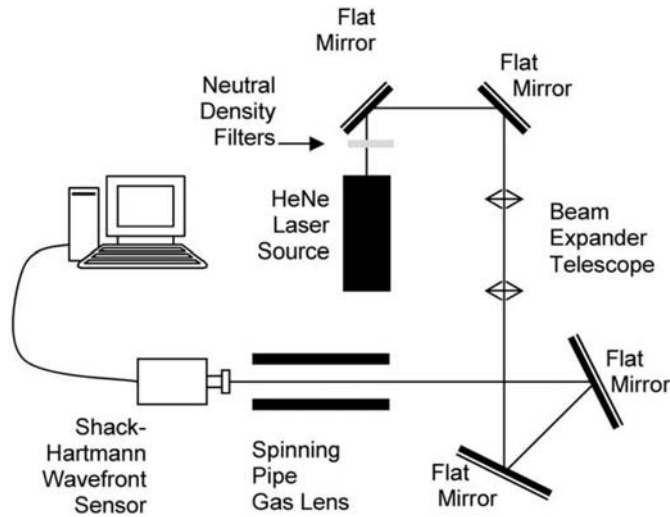 Flat
Mirror
Flat
Mirror
Neutral
Density
Filters
HeNe
Laser
Source
Beam
Expander
Telescope
Flat
Mirror
Shack-
Hartmann
Wavefront
Sensor
Spinning
Pipe
Gas Lens
Flat
Mirror